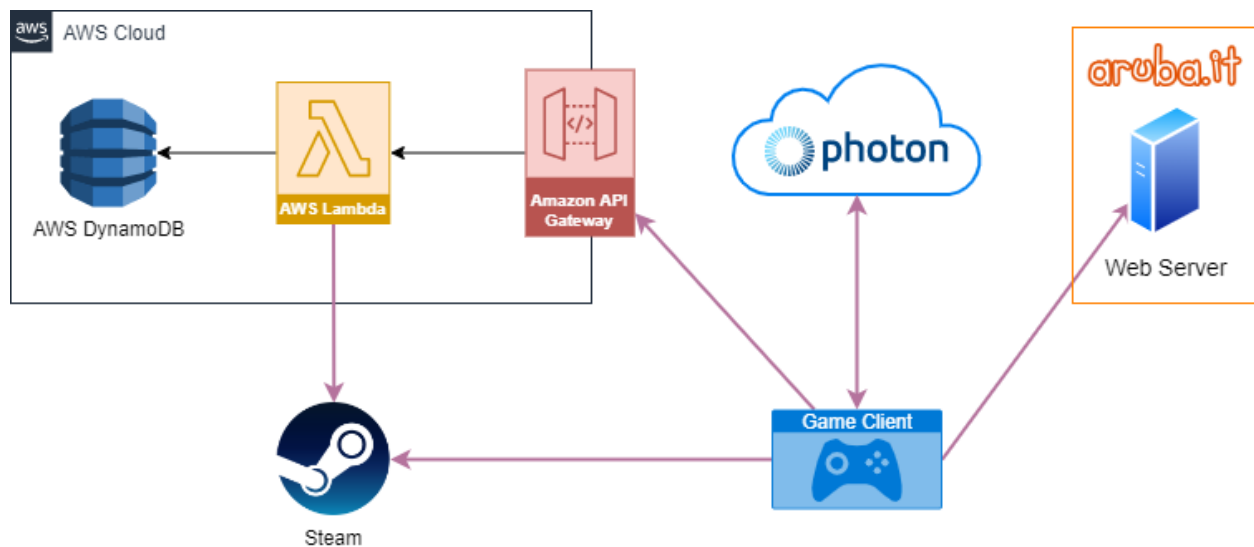 aws
AWS Cloud
aruba.it
</>
photon
AWS Lambda
Amazon API
Gateway
AWS DynamoDB
Web Server
Game Client
Steam